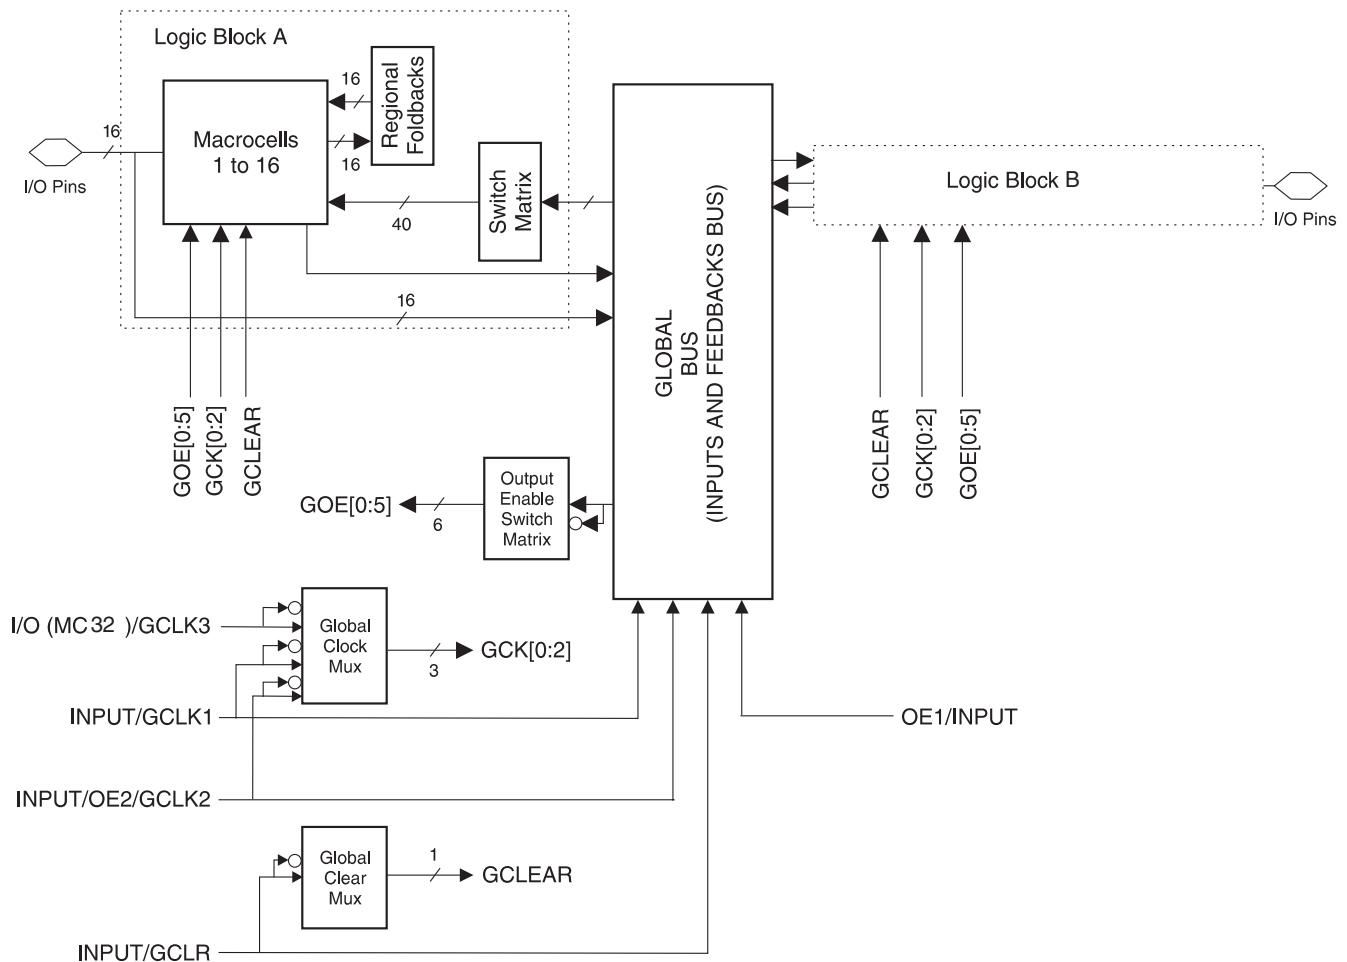 Logic Block A
16
Regional
Foldbacks
16
Macrocells
1 to 16
16
I/O Pins
Switch
Matrix
40
16
GOE[0:5]
GCK[0:2]
GCLEAR
GLOBAL
BUS
(INPUTS AND FEEDBACKS BUS)
Logic Block B
I/O Pins
GCLEAR
GCK[0:2]
GOE[0:5]
Output
Enable
Switch
Matrix
GOE[0:5]
6
I/O (MC32 )/GCLK3
Global
Clock
Mux
3
GCK[0:2]
INPUT/GCLK1
OE1/INPUT
INPUT/OE2/GCLK2
Global
Clear
Mux
1
GCLEAR
INPUT/GCLR